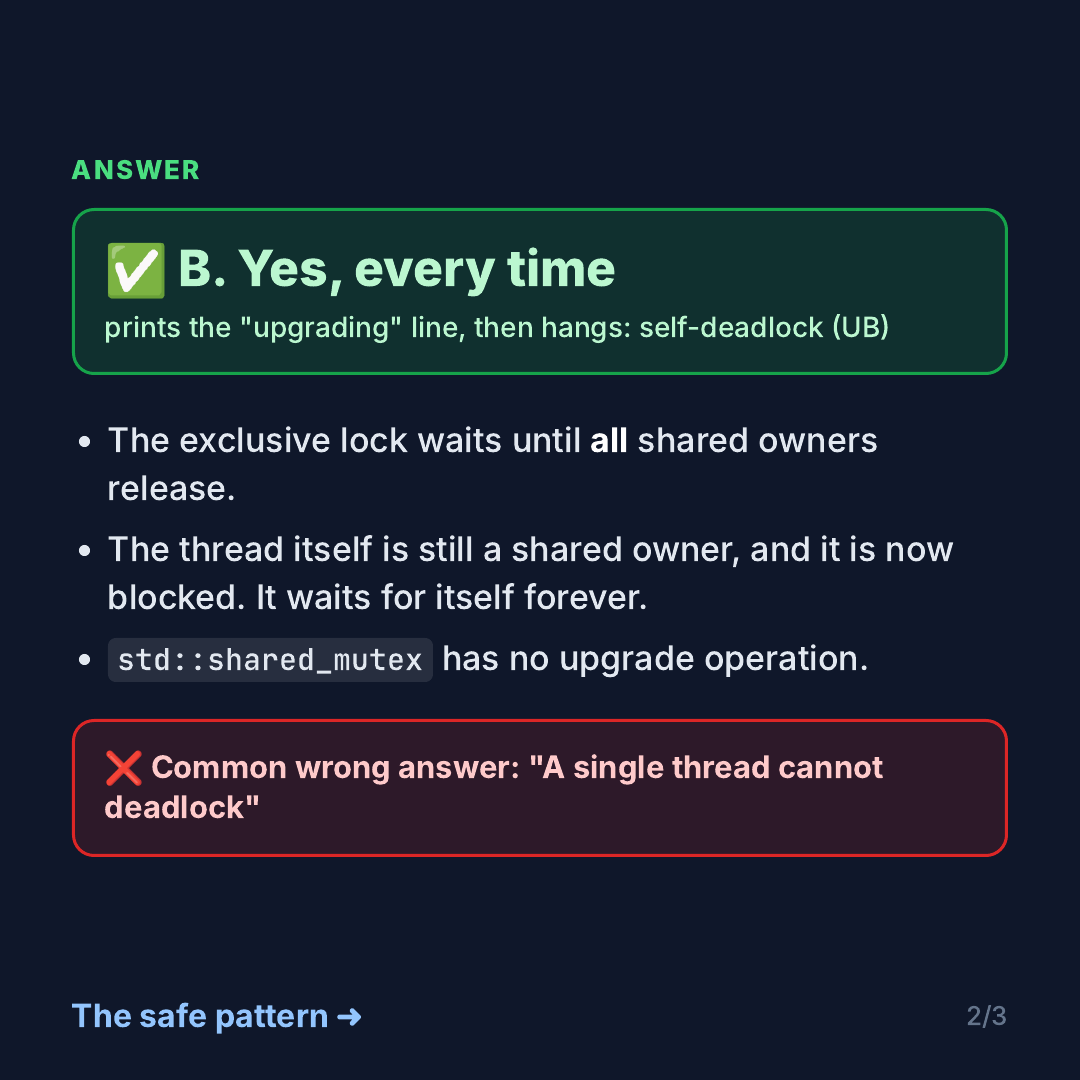 ANSWER
✅ B. Yes, every time
prints the "upgrading" line, then hangs: self-deadlock (UB)
• The exclusive lock waits until all shared owners
release.
• The thread itself is still a shared owner, and it is now
blocked. It waits for itself forever.
• std::shared_mutex has no upgrade operation.
❌ Common wrong answer: "A single thread cannot
deadlock"
The safe pattern ➜
2/3